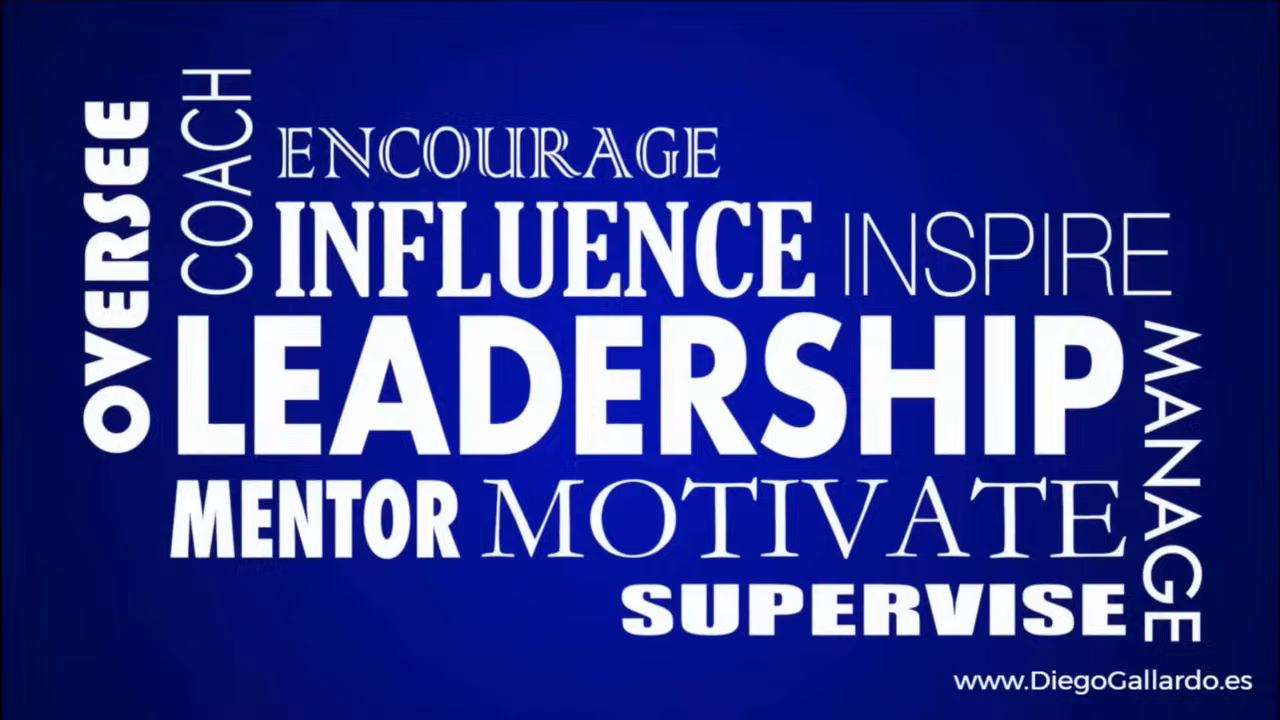 OVERSEE
COACH
ENCOURAGE
INFLUENCE INSPIRE
LEADERSHIP
MANAGE
MENTOR MOTIVATE
SUPERVISE
www.DiegoGallardo.es